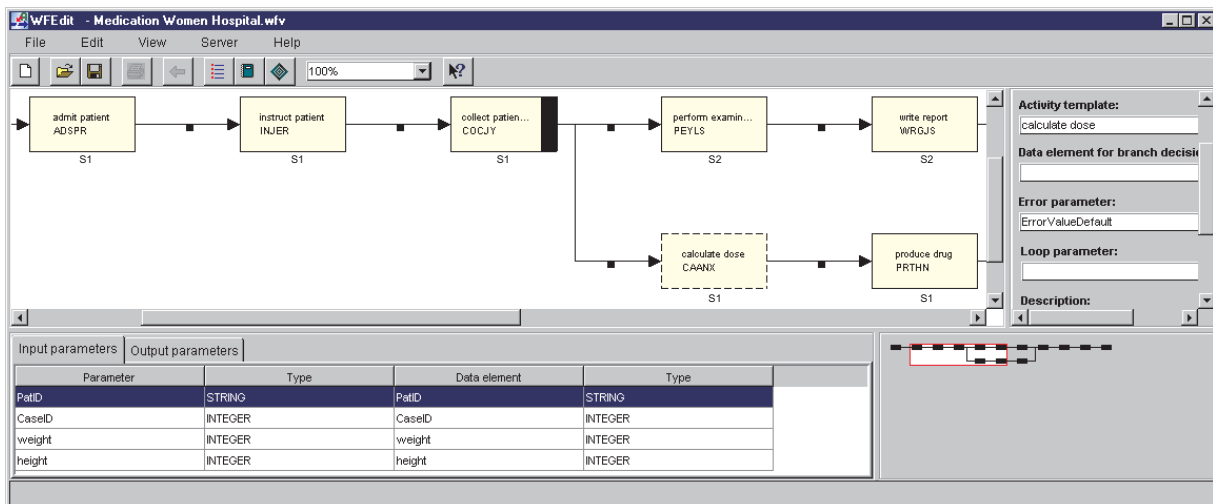 WFEdit - Medication Women Hospital.wfv
File Edit View Server Help
100%
admit patient
ADSPR
S1
instruct patient
INJER
S1
collect patien...
COCJY
S1
perform examin...
PEYLS
S2
write report
WRGJS
S2
calculate dose
CAANX
S1
produce drug
PRTHN
S1
Activity template:
calculate dose
Data element for branch decisi
Error parameter:
ErrorValueDefault
Loop parameter:
Description:
Input parameters Output parameters
Parameter Type Data element Type
PatID STRING PatID STRING
CaseID INTEGER CaseID INTEGER
weight INTEGER weight INTEGER
height INTEGER height INTEGER